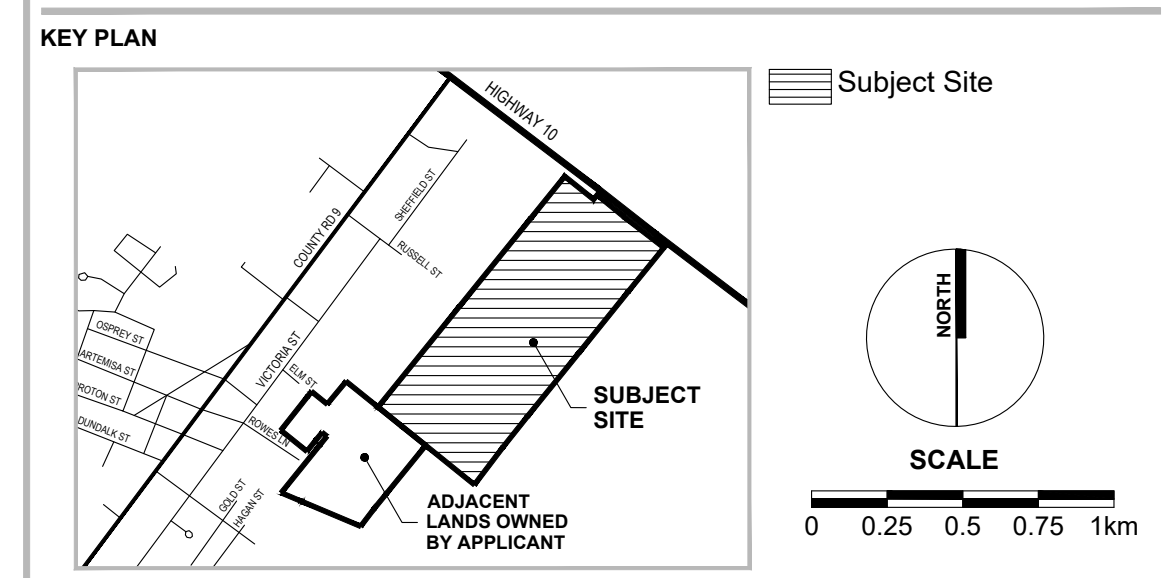 KEY PLAN
HIGHWAY 10
Subject Site
SHEFFIELD ST
COUNTY RD 9
RUSSELL ST
NORTH
OSPREY ST
VICTORIA ST
ARTEMISA ST
ELM ST
ROTON ST
SUBJECT
SITE
DUNDALK ST
ROWES LN
SCALE
GOLD ST
HAGAN ST
ADJACENT
LANDS OWNED
BY APPLICANT
0 0.25 0.5 0.75 1km